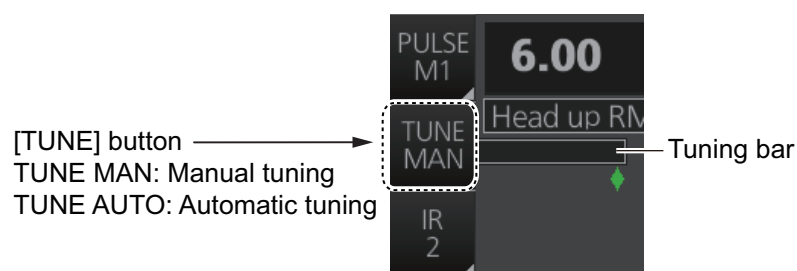 PULSE
M1
6.00
Head up RM
[TUNE] button
TUNE MAN: Manual tuning
TUNE AUTO: Automatic tuning
TUNE
MAN
Tuning bar
IR
2